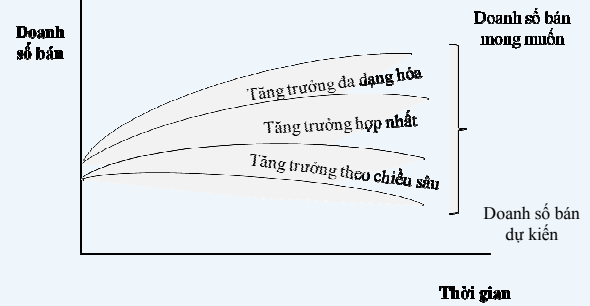 Doanh
số bán
Doanh số bán
mong muốn
Tăng trưởng đa dạng hóa
Tăng trưởng hợp nhất
Tăng trưởng theo chiều sâu
Doanh số bán
dự kiến
Thời gian